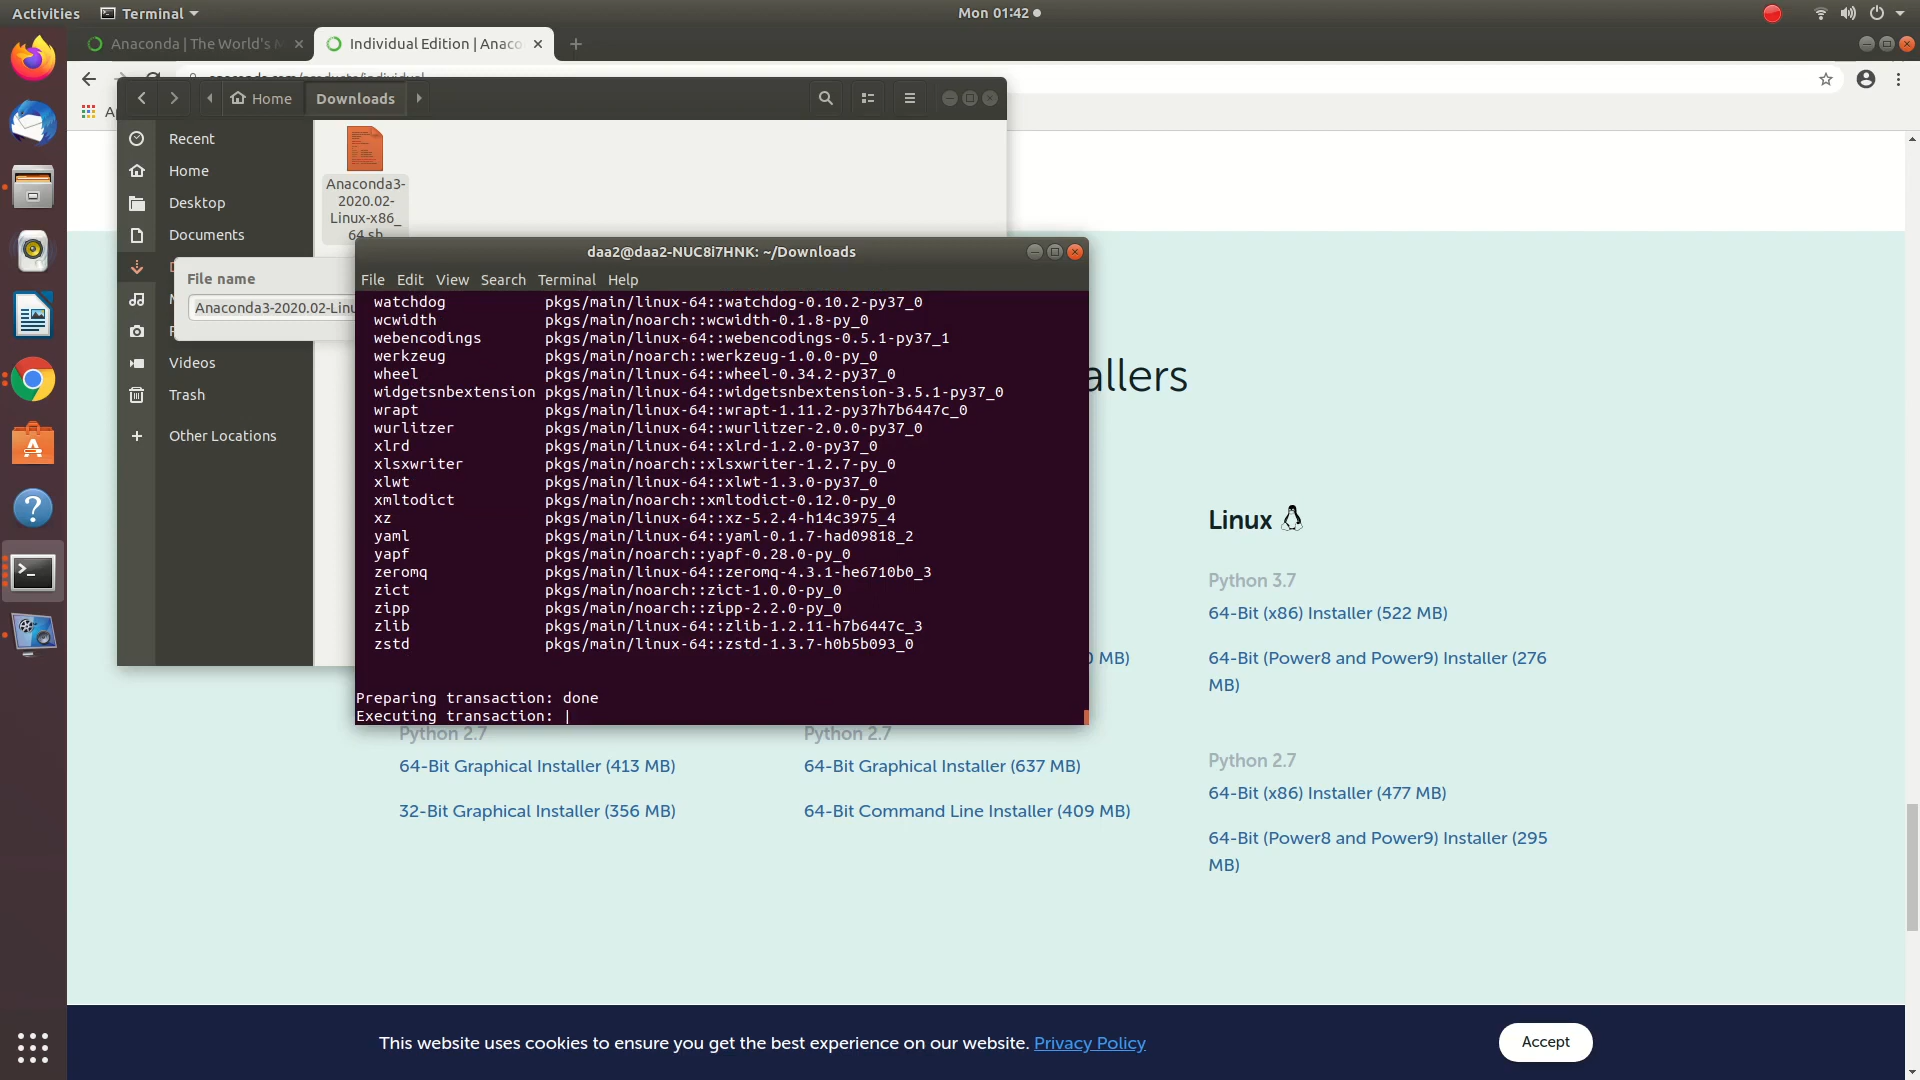 Activities
Terminal
Mon 01:42
Anaconda | The World's
Individual Edition | Anaco
Home
Downloads
Recent
Home
Desktop
Documents
Videos
Trash
Other Locations
Anaconda3-
2020.02-
Linux-x86_
64.sh
File name
Anaconda3-2020.02-Linu
daa2@daa2-NUC8i7HNK: ~/Downloads
File Edit View Search Terminal Help
watchdog pkgs/main/linux-64::watchdog-0.10.2-py37_0
wcwidth pkgs/main/noarch::wcwidth-0.1.8-py_0
webencodings pkgs/main/linux-64::webencodings-0.5.1-py37_1
werkzeug pkgs/main/noarch::werkzeug-1.0.0-py_0
wheel pkgs/main/linux-64::wheel-0.34.2-py37_0
widgetsnbextension pkgs/main/linux-64::widgetsnbextension-3.5.1-py37_0
wrapt pkgs/main/linux-64::wrapt-1.11.2-py37h7b6447c_0
wurlitzer pkgs/main/linux-64::wurlitzer-2.0.0-py37_0
xlrd pkgs/main/linux-64::xlrd-1.2.0-py37_0
xlsxwriter pkgs/main/noarch::xlsxwriter-1.2.7-py_0
xlwt pkgs/main/linux-64::xlwt-1.3.0-py37_0
xmltodict pkgs/main/noarch::xmltodict-0.12.0-py_0
xz pkgs/main/linux-64::xz-5.2.4-h14c3975_4
yaml pkgs/main/linux-64::yaml-0.1.7-had09818_2
yapf pkgs/main/noarch::yapf-0.28.0-py_0
zeromq pkgs/main/linux-64::zeromq-4.3.1-he6710b0_3
zict pkgs/main/noarch::zict-1.0.0-py_0
zipp pkgs/main/noarch::zipp-2.2.0-py_0
zlib pkgs/main/linux-64::zlib-1.2.11-h7b6447c_3
zstd pkgs/main/linux-64::zstd-1.3.7-h0b5b093_0
Preparing transaction: done
Executing transaction: |
allers
MB)
Python 2.7
64-Bit Graphical Installer (413 MB)
32-Bit Graphical Installer (356 MB)
Python 2.7
64-Bit Graphical Installer (637 MB)
64-Bit Command Line Installer (409 MB)
Linux
Python 3.7
64-Bit (x86) Installer (522 MB)
64-Bit (Power8 and Power9) Installer (276
MB)
Python 2.7
64-Bit (x86) Installer (477 MB)
64-Bit (Power8 and Power9) Installer (295
MB)
This website uses cookies to ensure you get the best experience on our website. Privacy Policy
Accept